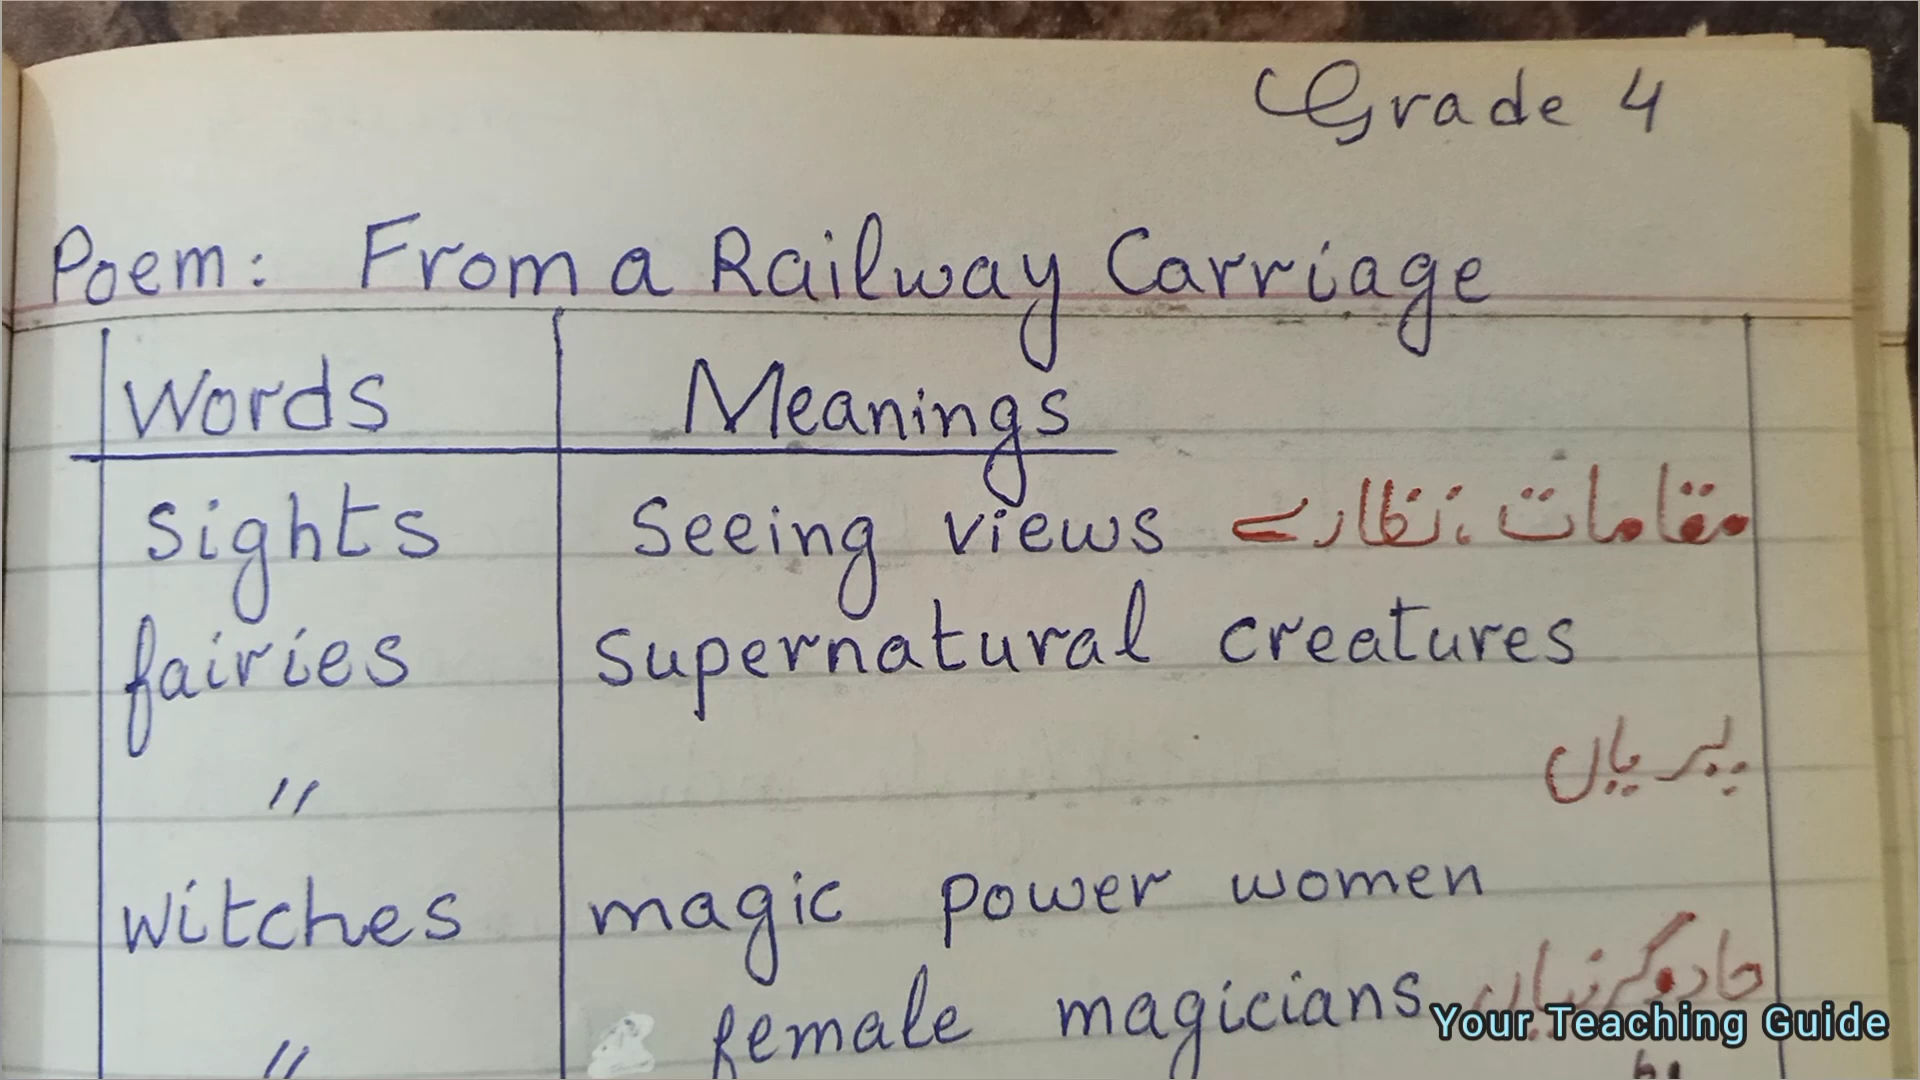 Grade 4
Poem: From a Railway Carriage
Words Meanings
Sights Seeing views مقامات، نظارے
fairies supernatural creatures
" پریاں
witches magic power women
" female magicians جادوگرنیاں
Your Teaching Guide